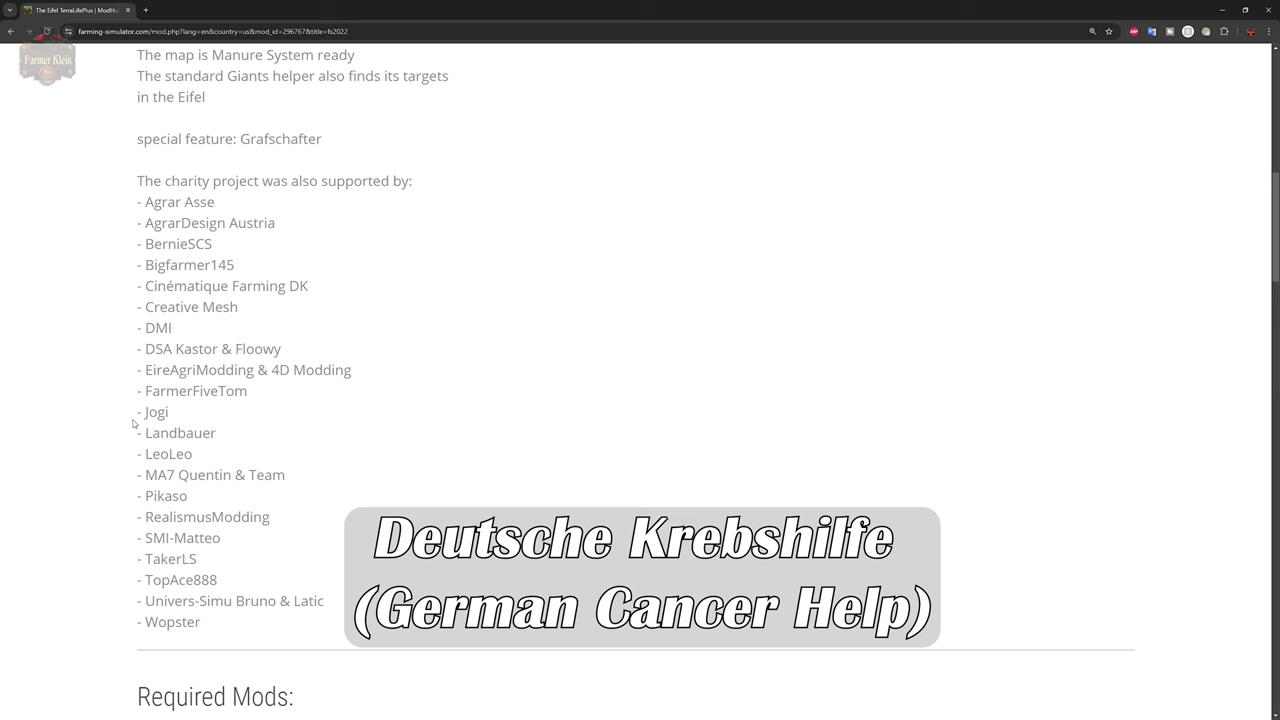 The Eifel TerraLifePlus | ModHu
farming-simulator.com/mod.php?lang=en&country=us&mod_id=296767&title=fs2022
Farmer Klein
The map is Manure System ready
The standard Giants helper also finds its targets
in the Eifel
special feature: Grafschafter
The charity project was also supported by:
- Agrar Asse
- AgrarDesign Austria
- BernieSCS
- Bigfarmer145
- Cinématique Farming DK
- Creative Mesh
- DMI
- DSA Kastor & Floowy
- EireAgriModding & 4D Modding
- FarmerFiveTom
- Jogi
- Landbauer
- LeoLeo
- MA7 Quentin & Team
- Pikaso
- RealismusModding
- SMI-Matteo
- TakerLS
- TopAce888
- Univers-Simu Bruno & Latic
- Wopster
Deutsche Krebshilfe
(German Cancer Help)
Required Mods: